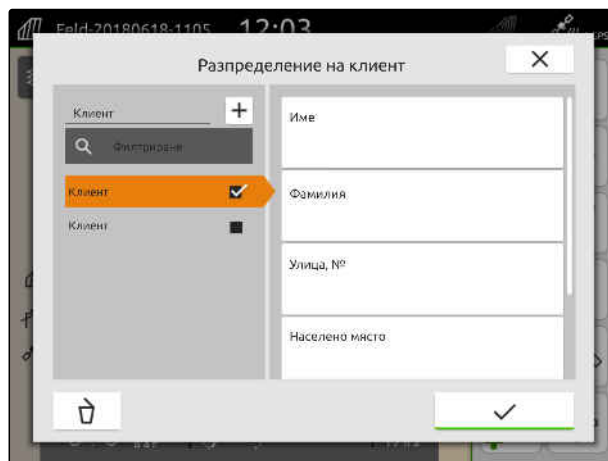 Feld-20180618-1105 12:03
Разпределение на клиент
Клиент
Филтриране
Клиент
Клиент
Име
Фамилия
Улица, №
Населено място